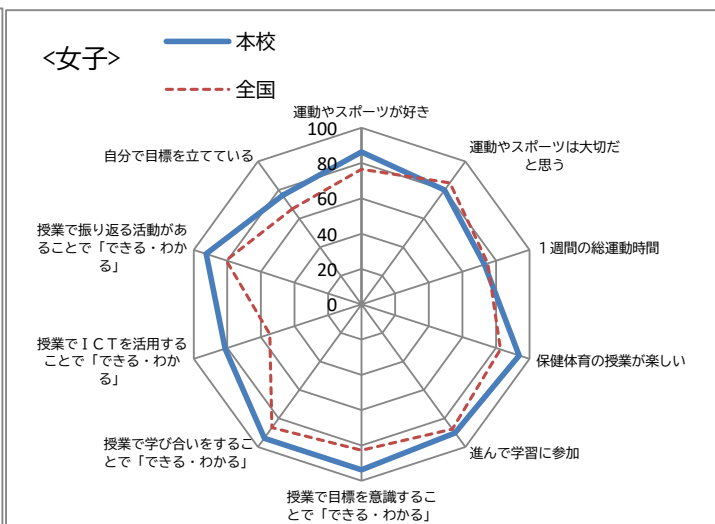 <女子>
本校
全国
運動やスポーツが好き
運動やスポーツは大切だ
と思う
１週間の総運動時間
保健体育の授業が楽しい
進んで学習に参加
授業で目標を意識するこ
とで「できる・わかる」
授業で学び合いをするこ
とで「できる・わかる」
授業でＩＣＴを活用する
ことで「できる・わか
る」
授業で振り返る活動があ
ることで「できる・わか
る」
自分で目標を立てている
100
80
60
40
20
0